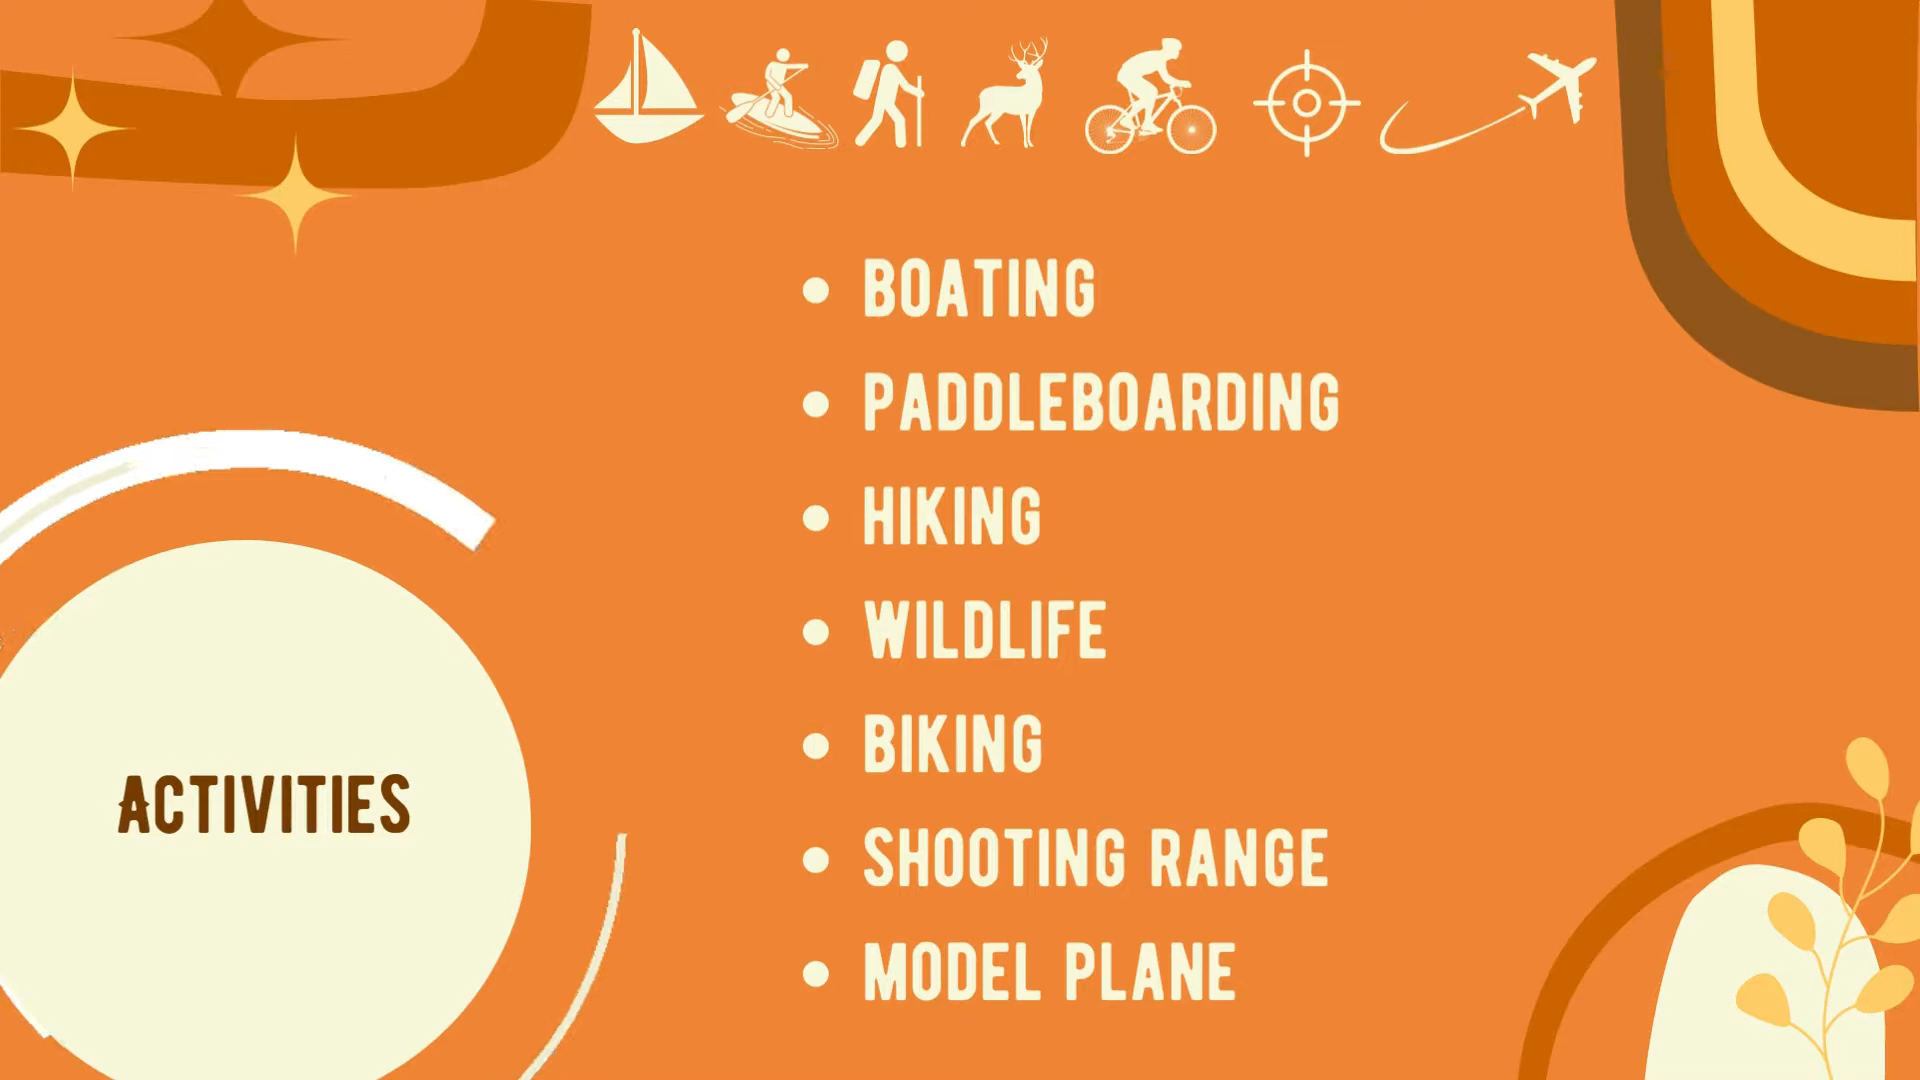 BOATING
PADDLEBOARDING
HIKING
WILDLIFE
BIKING
SHOOTING RANGE
MODEL PLANE
ACTIVITIES